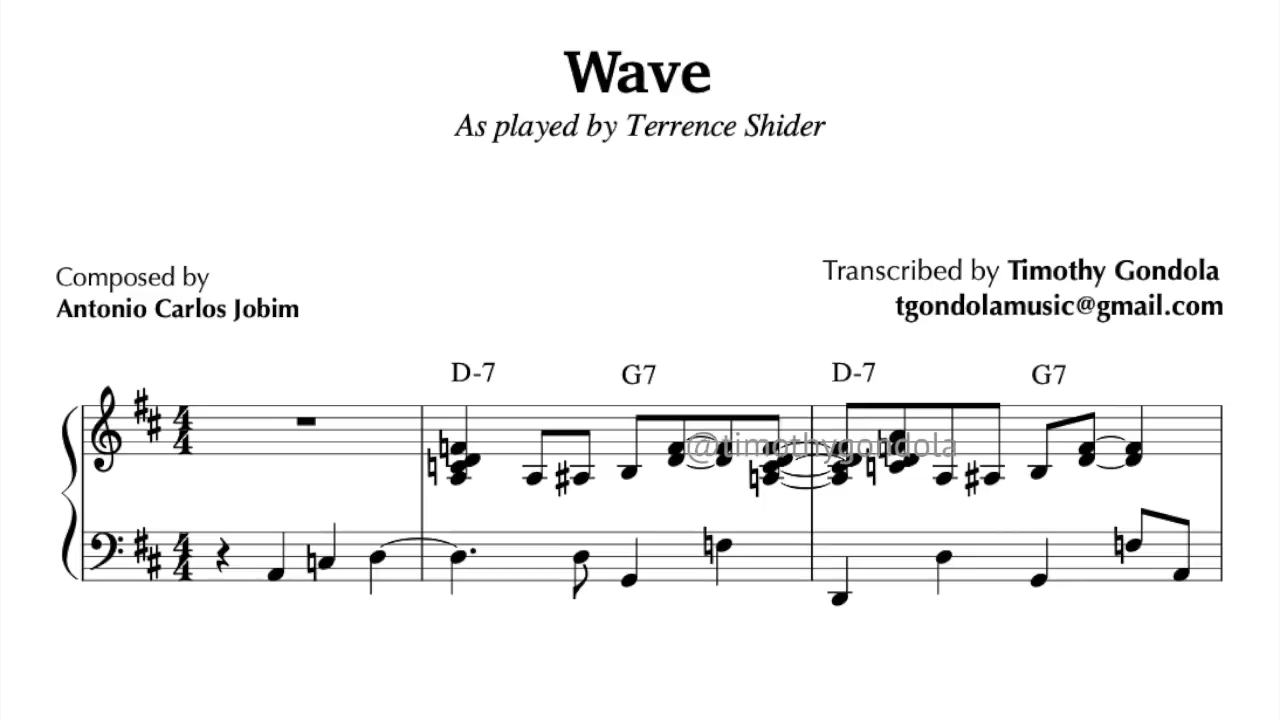 Wave
As played by Terrence Shider
Composed by
Antonio Carlos Jobim
Transcribed by Timothy Gondola
tgondolamusic@gmail.com
D-7 G7 D-7 G7
@timothygondola